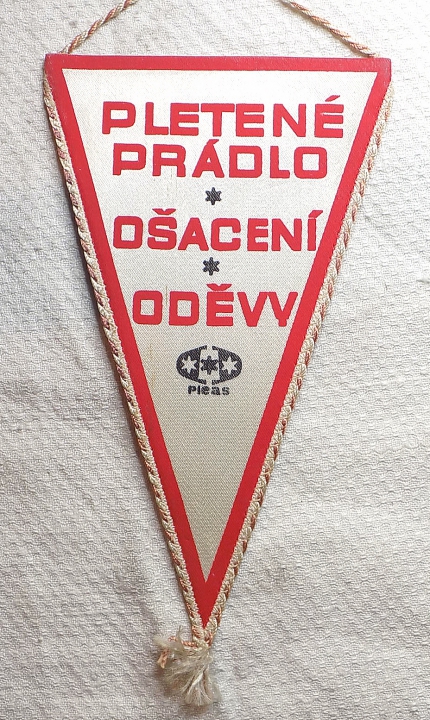 PLETENÉ
PRÁDLO
OŠACENÍ
ODĚVY
Pleas